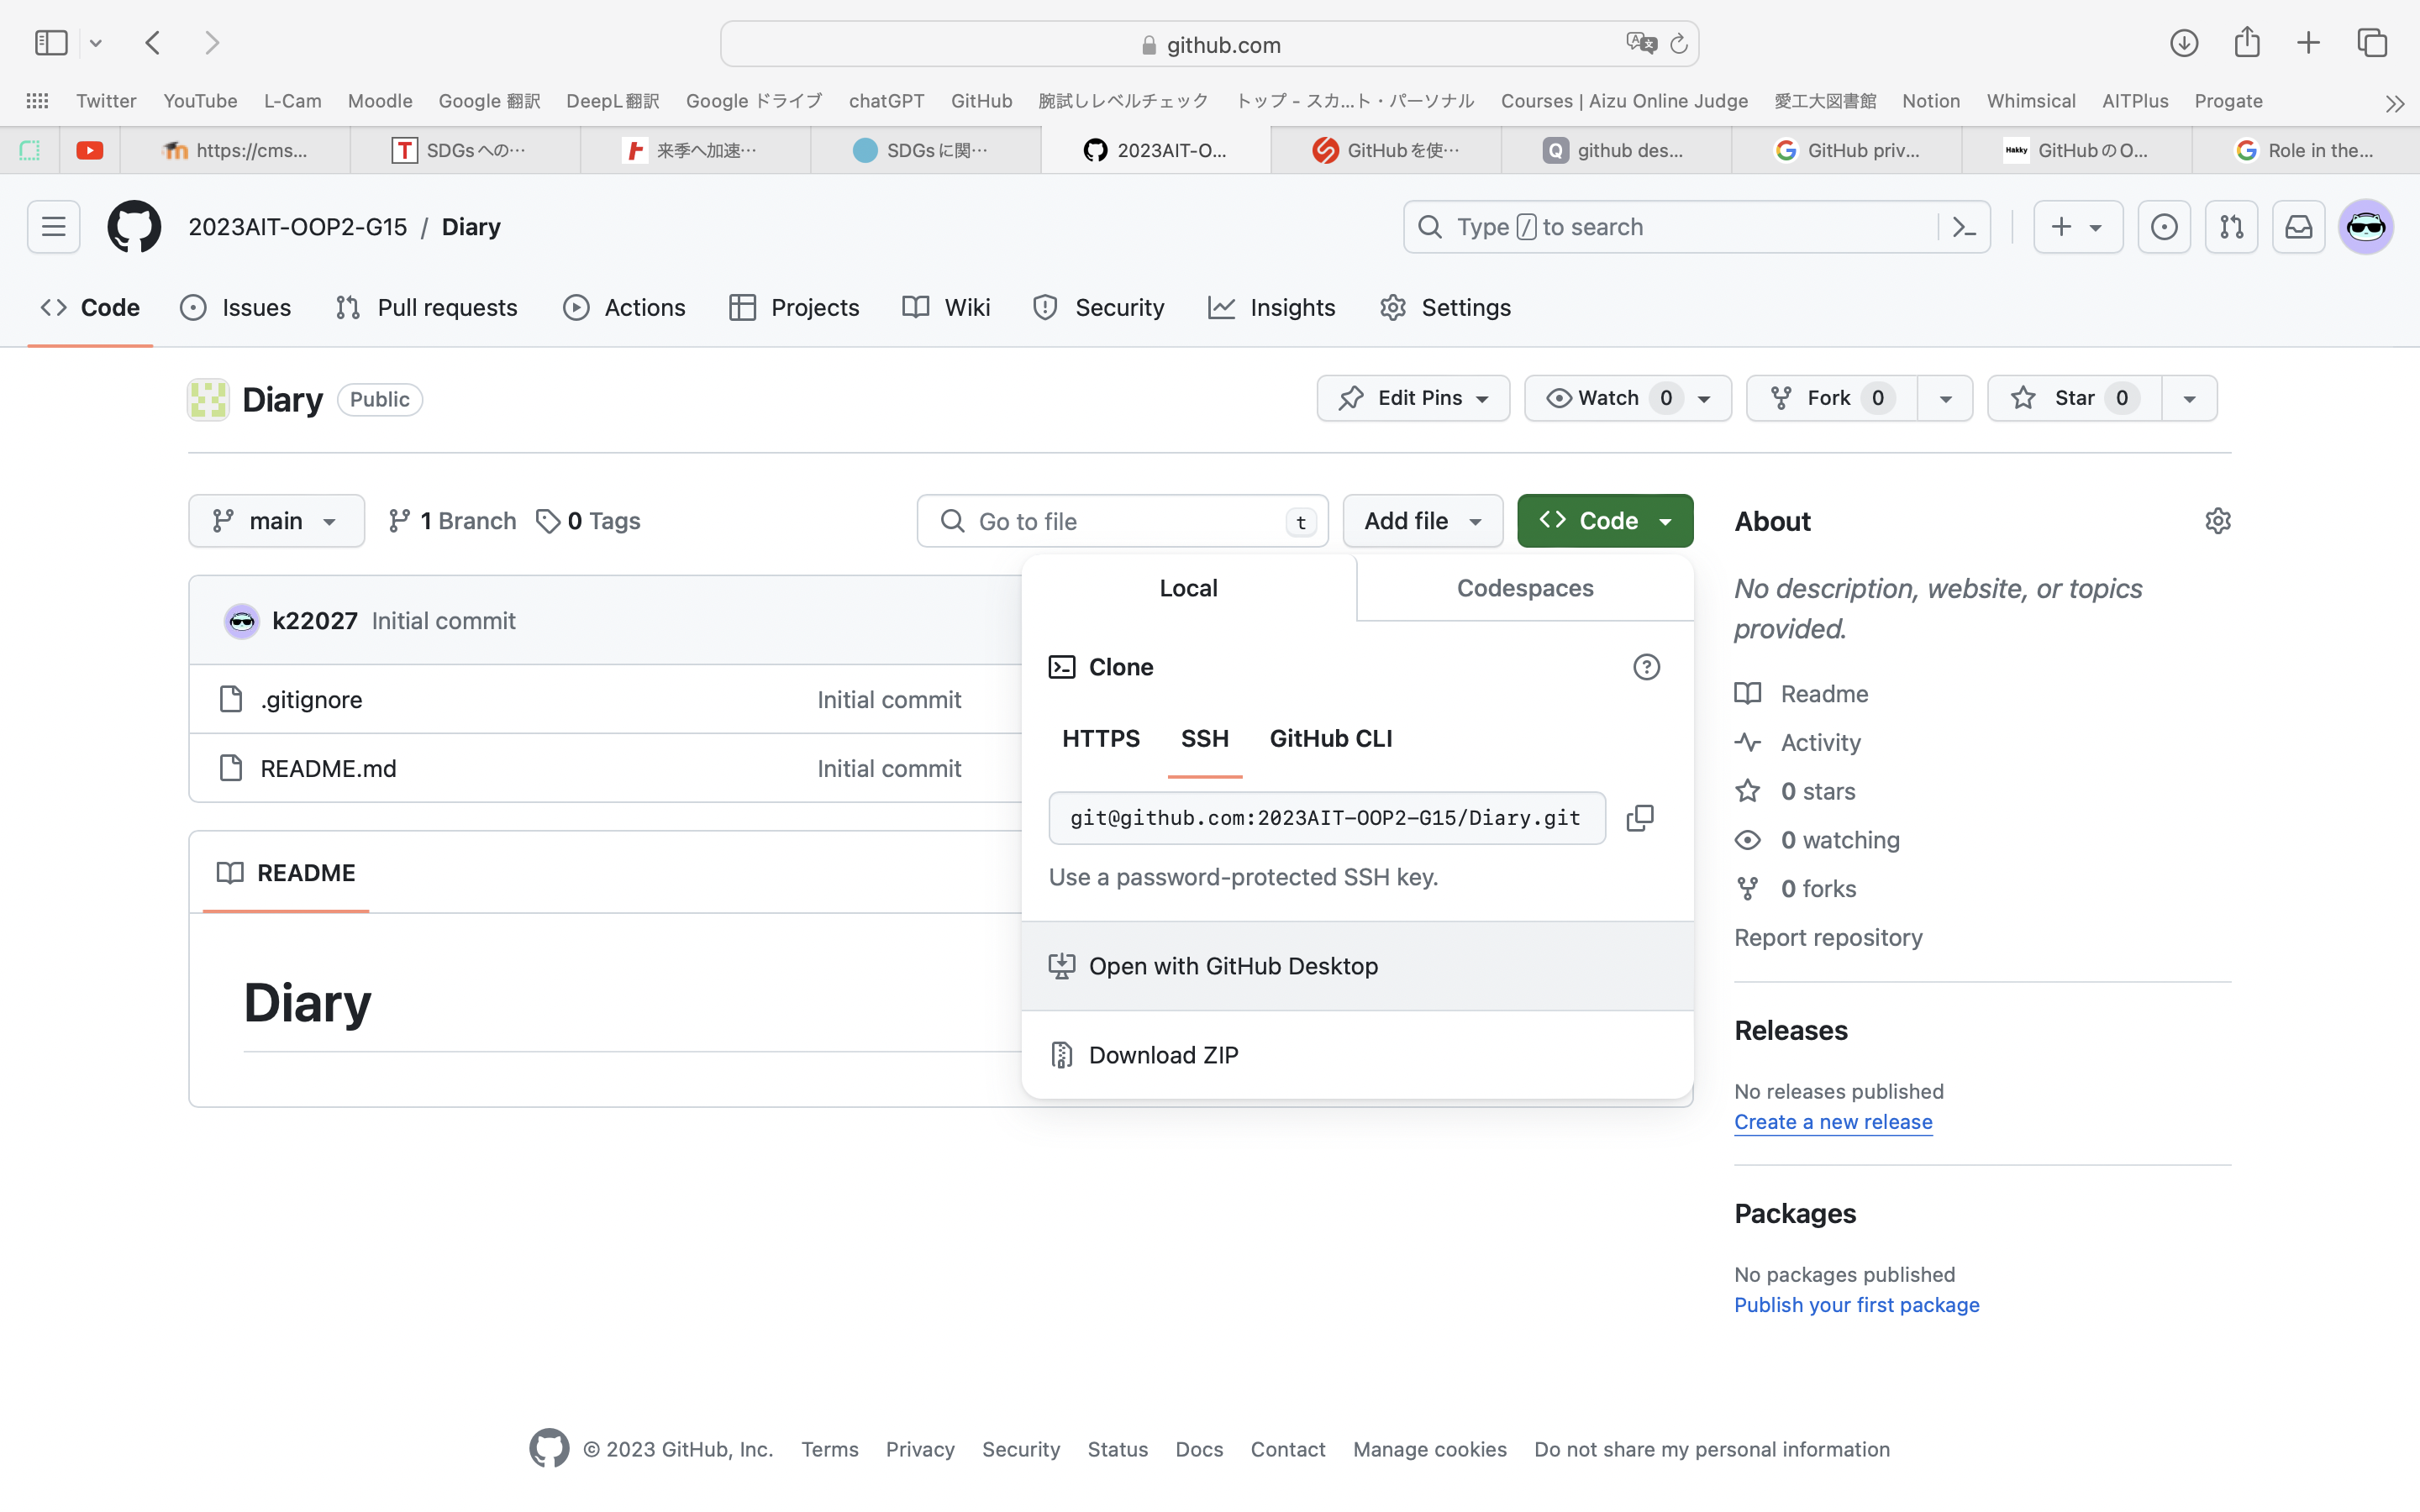 github.com
Twitter YouTube L-Cam Moodle Google 翻訳 DeepL翻訳 Google ドライブ chatGPT GitHub 腕試しレベルチェック トップ - スカ...ト・パーソナル Courses | Aizu Online Judge 愛工大図書館 Notion Whimsical AITPlus Progate
https://cms... SDGsへの… 来季へ加速… SDGsに関… 2023AIT-O... GitHubを使… github des... GitHub priv... Hakky GitHubのO... Role in the...
2023AIT-OOP2-G15 / Diary
Type / to search
Code Issues Pull requests Actions Projects Wiki Security Insights Settings
Diary Public
Edit Pins Watch 0 Fork 0 Star 0
main 1 Branch 0 Tags
Go to file t Add file Code
k22027 Initial commit
.gitignore Initial commit
README.md Initial commit
README
Diary
Local Codespaces
Clone
HTTPS SSH GitHub CLI
git@github.com:2023AIT-OOP2-G15/Diary.git
Use a password-protected SSH key.
Open with GitHub Desktop
Download ZIP
About
No description, website, or topics
provided.
Readme
Activity
0 stars
0 watching
0 forks
Report repository
Releases
No releases published
Create a new release
Packages
No packages published
Publish your first package
© 2023 GitHub, Inc. Terms Privacy Security Status Docs Contact Manage cookies Do not share my personal information